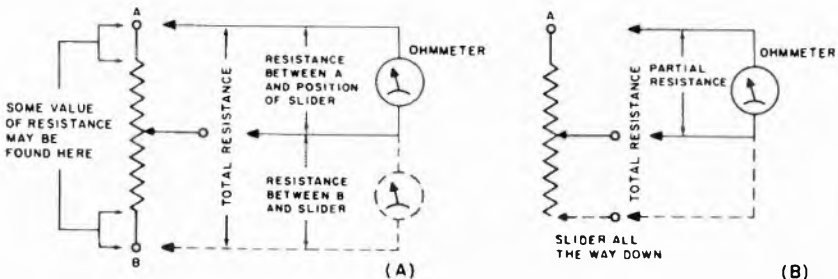 A
SOME VALUE
OF RESISTANCE
MAY BE
FOUND HERE
B
TOTAL RESISTANCE
RESISTANCE
BETWEEN A
AND POSITION
OF SLIDER
RESISTANCE
BETWEEN B
AND SLIDER
OHMMETER
(A)
A
SLIDER ALL
THE WAY DOWN
TOTAL RESISTANCE
PARTIAL
RESISTANCE
OHMMETER
(B)